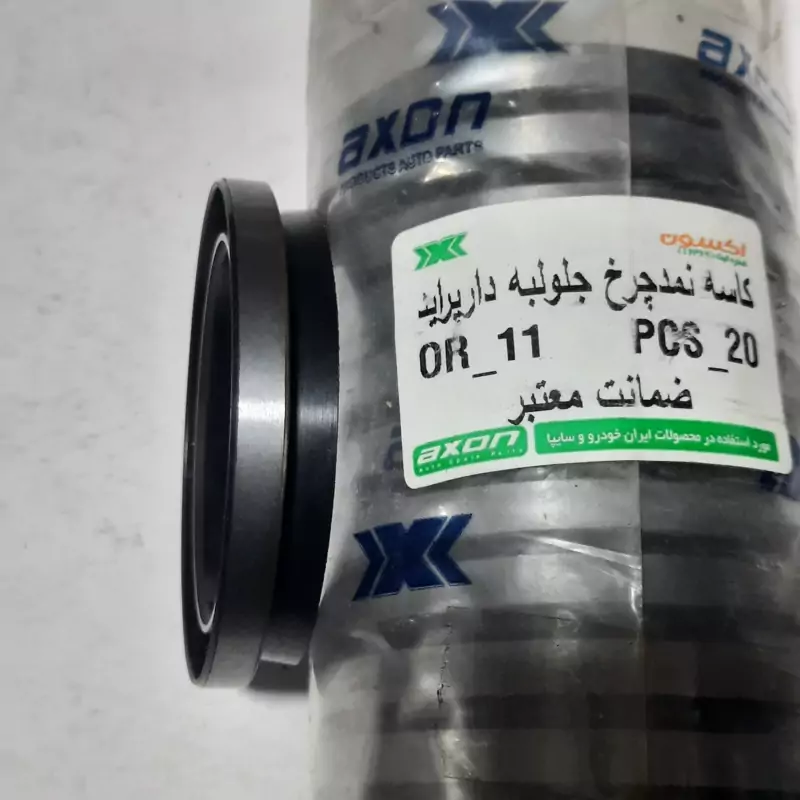 axon
PRODUCTS AUTO PARTS
ax
اکسون
کاسه نمدچرخ جلولبه دارپراید
OR_11 PCS_20
ضمانت معتبر
axon مورد استفاده در محصولات ایران خودرو و سایپا